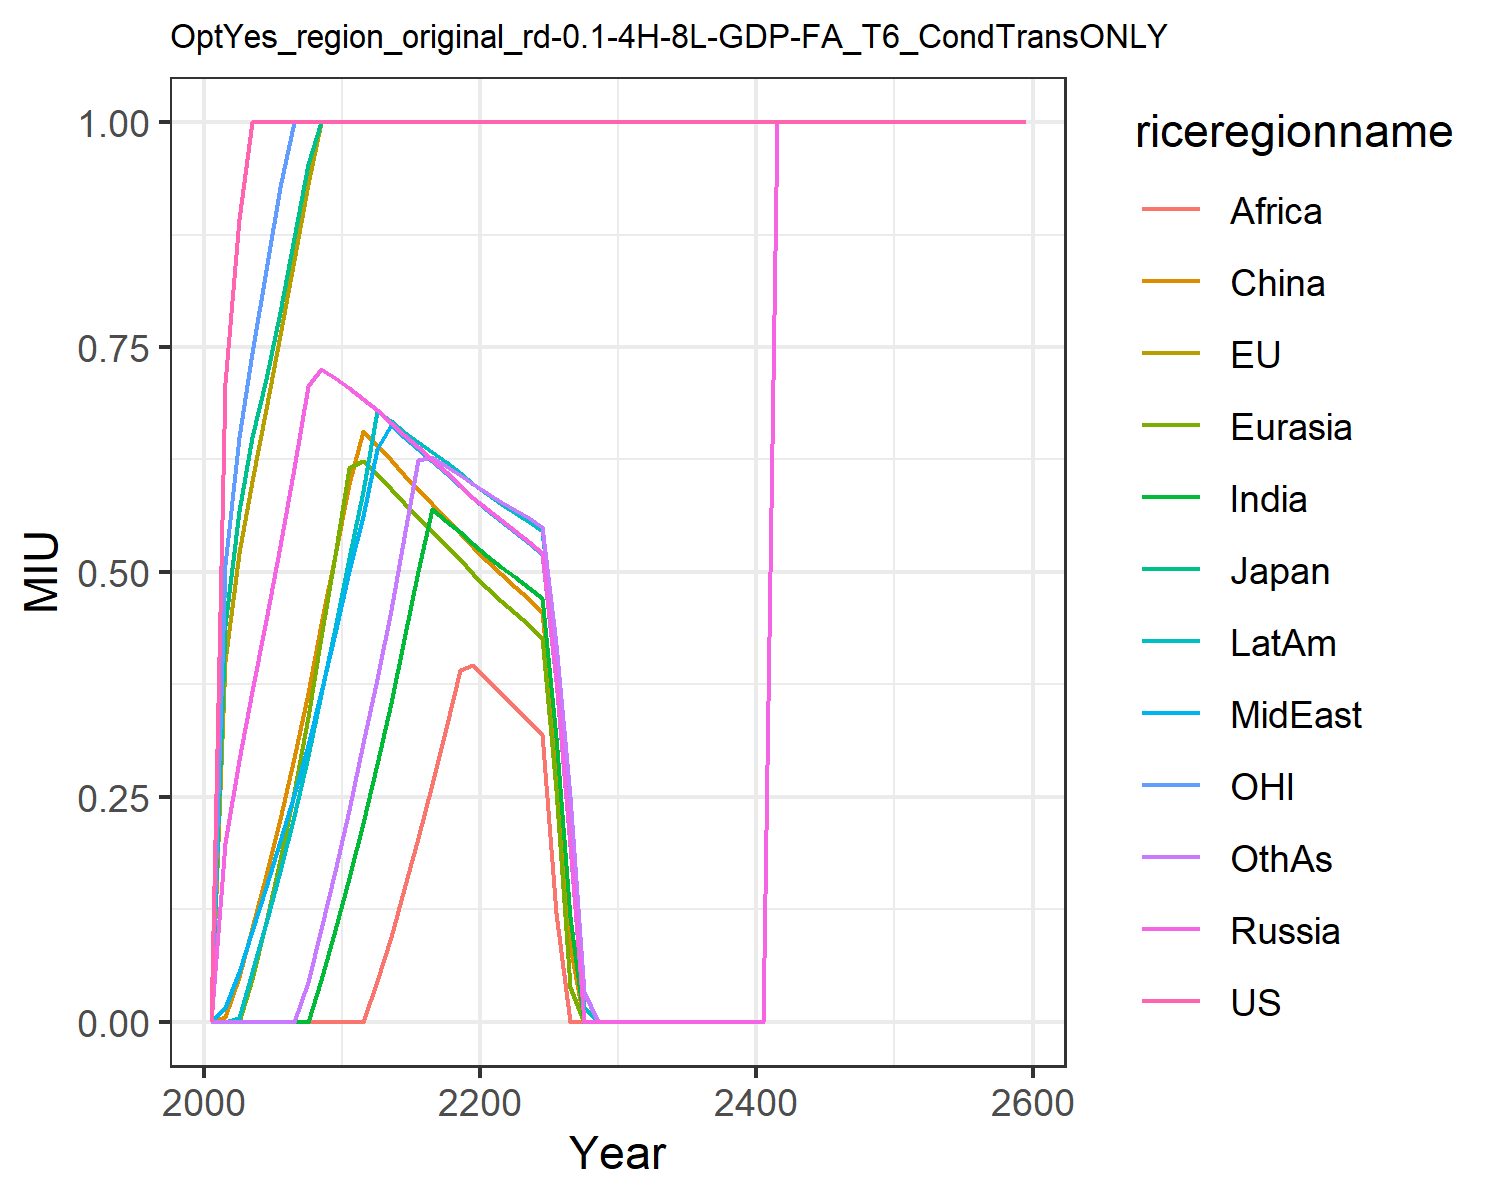 OptYes_region_original_rd-0.1-4H-8L-GDP-FA_T6_CondTransONLY
1.00
0.75
0.50
0.25
0.00
MIU
2000 2200 2400 2600
Year
riceregionname
Africa
China
EU
Eurasia
India
Japan
LatAm
MidEast
OHI
OthAs
Russia
US